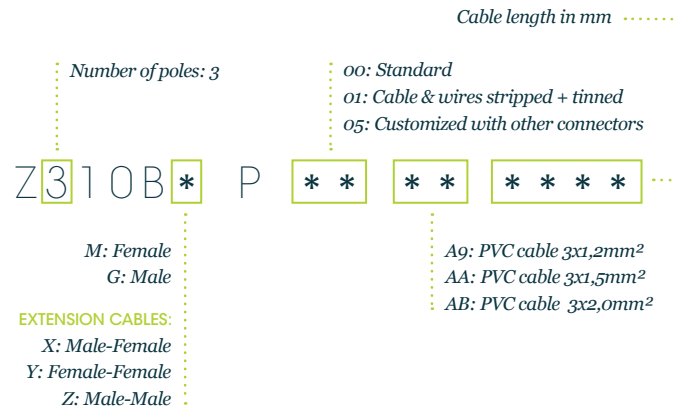 Cable length in mm
Number of poles: 3
00: Standard
01: Cable & wires stripped + tinned
05: Customized with other connectors
Z310B* P ** ** ****
M: Female
G: Male
EXTENSION CABLES:
X: Male-Female
Y: Female-Female
Z: Male-Male
A9: PVC cable 3x1,2mm²
AA: PVC cable 3x1,5mm²
AB: PVC cable 3x2,0mm²